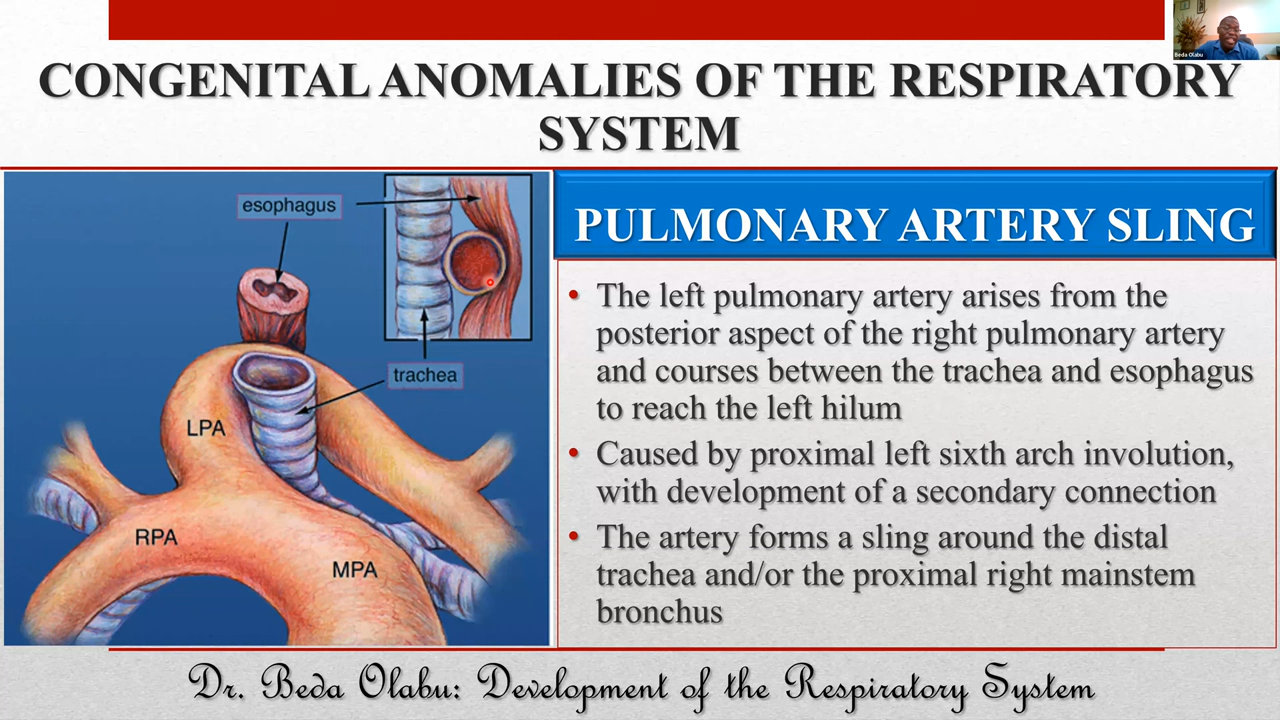 Beda Olabu
CONGENITAL ANOMALIES OF THE RESPIRATORY
SYSTEM
esophagus
trachea
LPA
RPA
MPA
PULMONARY ARTERY SLING
• The left pulmonary artery arises from the
posterior aspect of the right pulmonary artery
and courses between the trachea and esophagus
to reach the left hilum
• Caused by proximal left sixth arch involution,
with development of a secondary connection
• The artery forms a sling around the distal
trachea and/or the proximal right mainstem
bronchus
Dr. Beda Olabu: Development of the Respiratory System